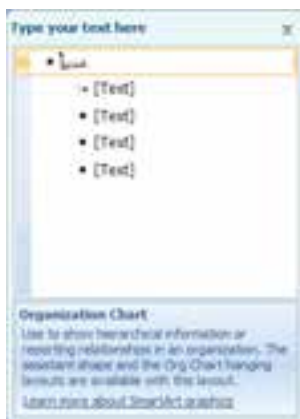 Type your text here
[Text]
[Text]
[Text]
[Text]
Organization Chart
Use to show hierarchical information or
reporting relationships in an organization. The
assistant shape and the Org Chart hanging
layouts are available with this layout.
Learn more about SmartArt graphics